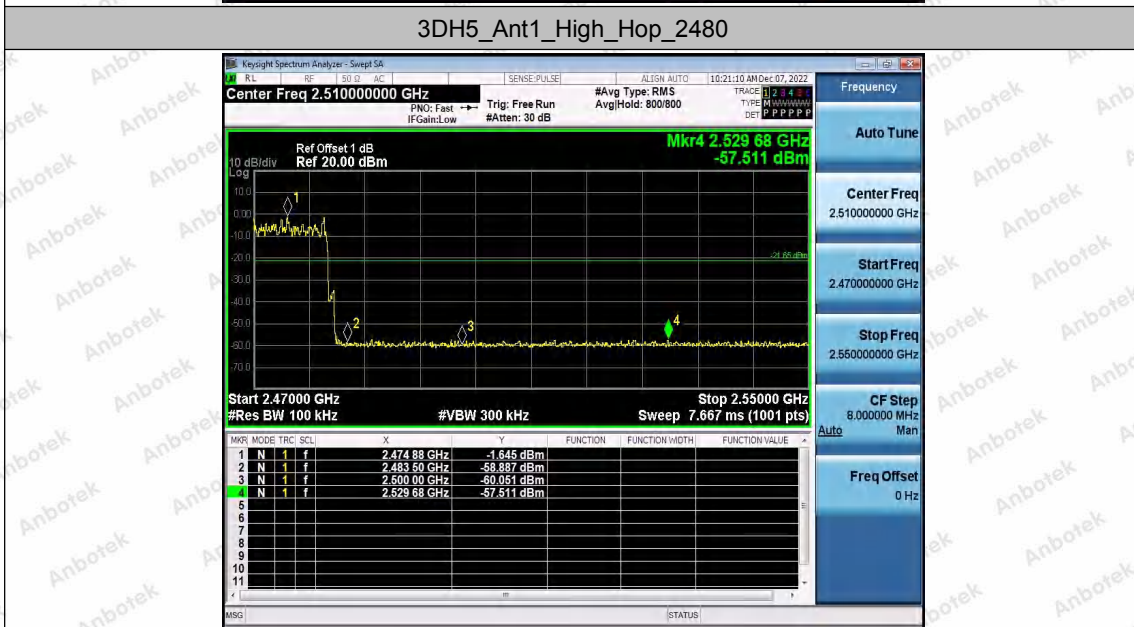 3DH5_Ant1_High_Hop_2480
Keysight Spectrum Analyzer - Swept SA
RL RF 50 Ω AC SENSE:PULSE ALIGN AUTO 10:21:10 AM Dec 07, 2022
Center Freq 2.510000000 GHz
PNO: Fast
IFGain:Low
Trig: Free Run
#Atten: 30 dB
#Avg Type: RMS
Avg|Hold: 800/800
TRACE 1 2 3 4 5 6
TYPE M W W W W W
DET P P P P P P
Frequency
Auto Tune
Center Freq
2.510000000 GHz
Start Freq
2.470000000 GHz
Stop Freq
2.550000000 GHz
CF Step
8.000000 MHz
Auto Man
Freq Offset
0 Hz
Mkr4 2.529 68 GHz
-57.511 dBm
Ref Offset 1 dB
10 dB/div Ref 20.00 dBm
Log
10.0
0.00
-10.0
-20.0
-30.0
-40.0
-50.0
-60.0
-70.0
1
2
3
4
-21.65 dBm
Start 2.47000 GHz Stop 2.55000 GHz
#Res BW 100 kHz #VBW 300 kHz Sweep 7.667 ms (1001 pts)
MKR MODE TRC SCL X Y FUNCTION FUNCTION WIDTH FUNCTION VALUE
1 N 1 f 2.474 88 GHz -1.645 dBm
2 N 1 f 2.483 50 GHz -58.887 dBm
3 N 1 f 2.500 00 GHz -60.051 dBm
4 N 1 f 2.529 68 GHz -57.511 dBm
5
6
7
8
9
10
11
MSG STATUS
Anbotek